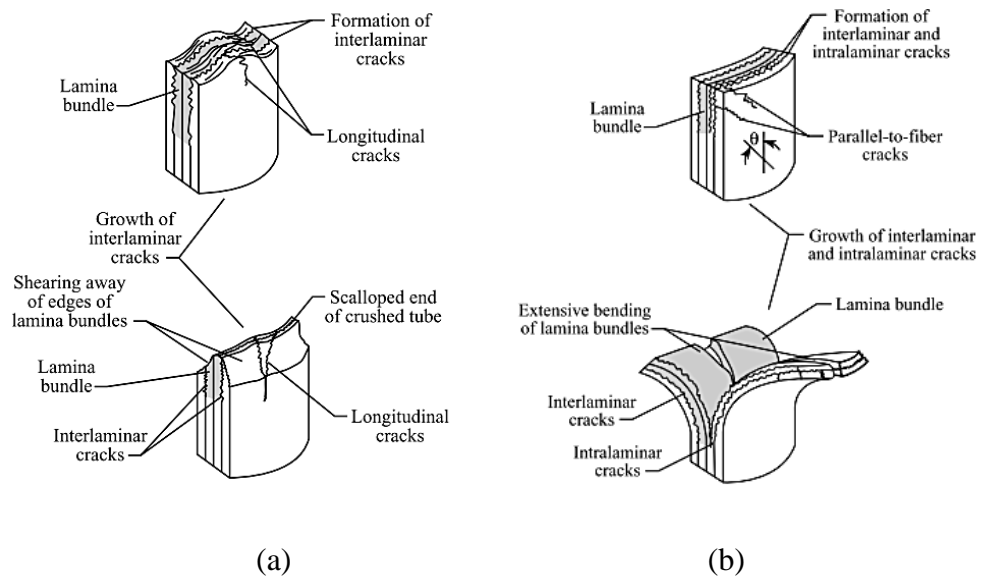 Formation of
interlaminar
cracks
Lamina
bundle
Longitudinal
cracks
Growth of
interlaminar
cracks
Shearing away
of edges of
lamina bundles
Scalloped end
of crushed tube
Lamina
bundle
Interlaminar
cracks
Longitudinal
cracks
(a)
Formation of
interlaminar and
intralaminar cracks
Lamina
bundle
Parallel-to-fiber
cracks
θ
Growth of interlaminar
and intralaminar cracks
Extensive bending
of lamina bundles
Lamina bundle
Interlaminar
cracks
Intralaminar
cracks
(b)